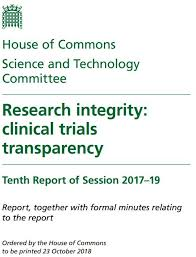 House of Commons
Science and Technology
Committee
Research integrity:
clinical trials
transparency
Tenth Report of Session 2017–19
Report, together with formal minutes relating
to the report
Ordered by the House of Commons
to be printed 23 October 2018